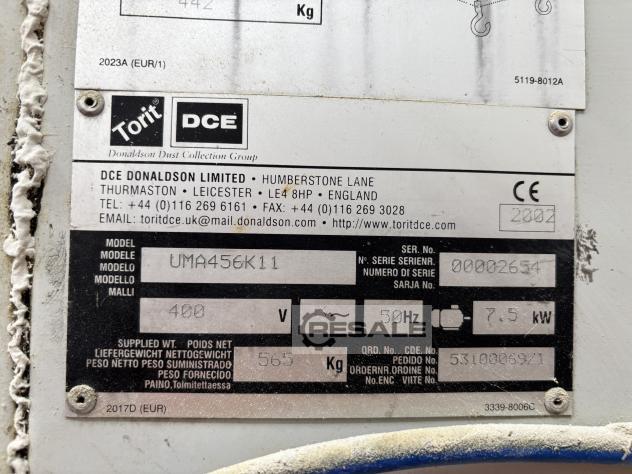 442
Kg
2023A (EUR/1)
5119-8012A
Torit DCE
Donaldson Dust Collection Group
DCE DONALDSON LIMITED • HUMBERSTONE LANE
THURMASTON • LEICESTER • LE4 8HP • ENGLAND
TEL: +44 (0)116 269 6161 • FAX: +44 (0)116 269 3028
EMAIL: toritdce.uk@mail.donaldson.com • http://www.toritdce.com
CE
2002
MODEL
MODELE
MODELO
MODELLO
MALLI
UMA456K11
SER. No.
N°. SERIE SERIENR.
NUMERO DI SERIE
SARJA No.
00002654
400 V
50Hz
7.5 kW
RESALE
SUPPLIED WT. POIDS NET
LIEFERGEWICHT NETTOGEWICHT
PESO NETTO PESO SUMINISTRADO
PESO FORNECIDO
PAINO, Toimitettaessa
565 Kg
ORD. No. CDE. No.
PEDIDO No.
ORDERNR. ORDINE No.
No. ENC VIITE No.
53100069/1
2017D (EUR)
3339-8006C